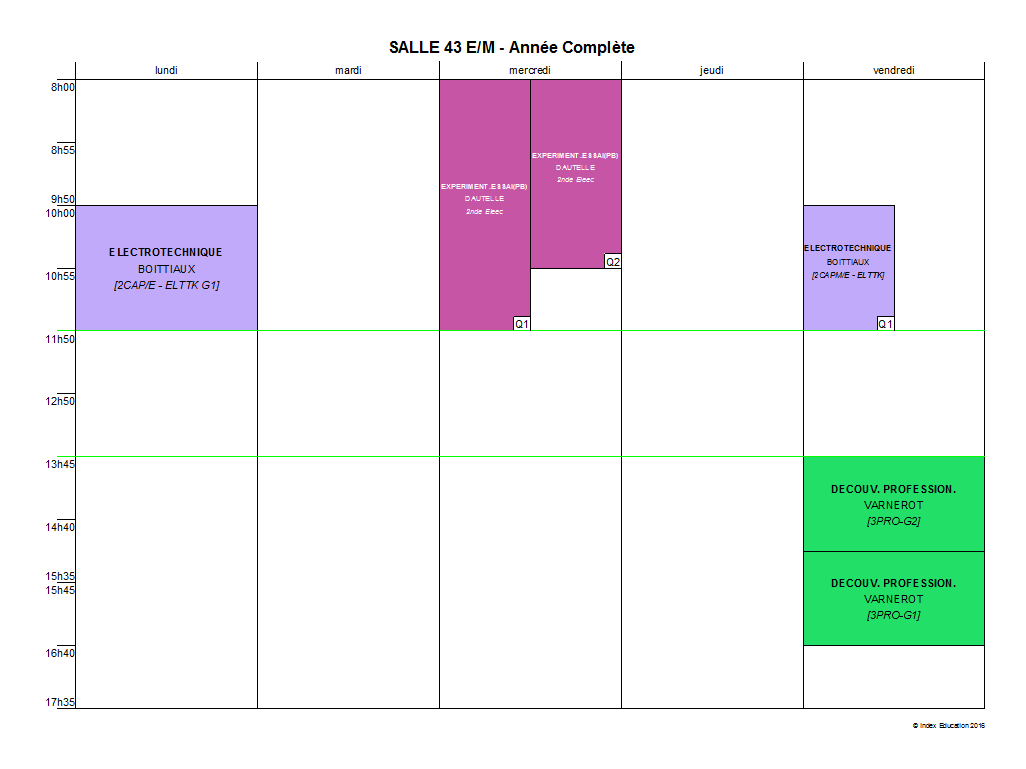 SALLE 43 E/M - Année Complète
lundi
mardi
mercredi
jeudi
vendredi
8h00
8h55
9h50
10h00
10h55
11h50
12h50
13h45
14h40
15h35
15h45
16h40
17h35
ELECTROTECHNIQUE
BOITTIAUX
[2CAP/E - ELTTK G1]
EXPERIMENT.ESSAI(PB)
DAUTELLE
2nde Eleec
Q1
EXPERIMENT.ESSAI(PB)
DAUTELLE
2nde Eleec
Q2
ELECTROTECHNIQUE
BOITTIAUX
[2CAPM/E - ELTTK]
Q1
DECOUV. PROFESSION.
VARNEROT
[3PRO-G2]
DECOUV. PROFESSION.
VARNEROT
[3PRO-G1]
© Index Education 2016